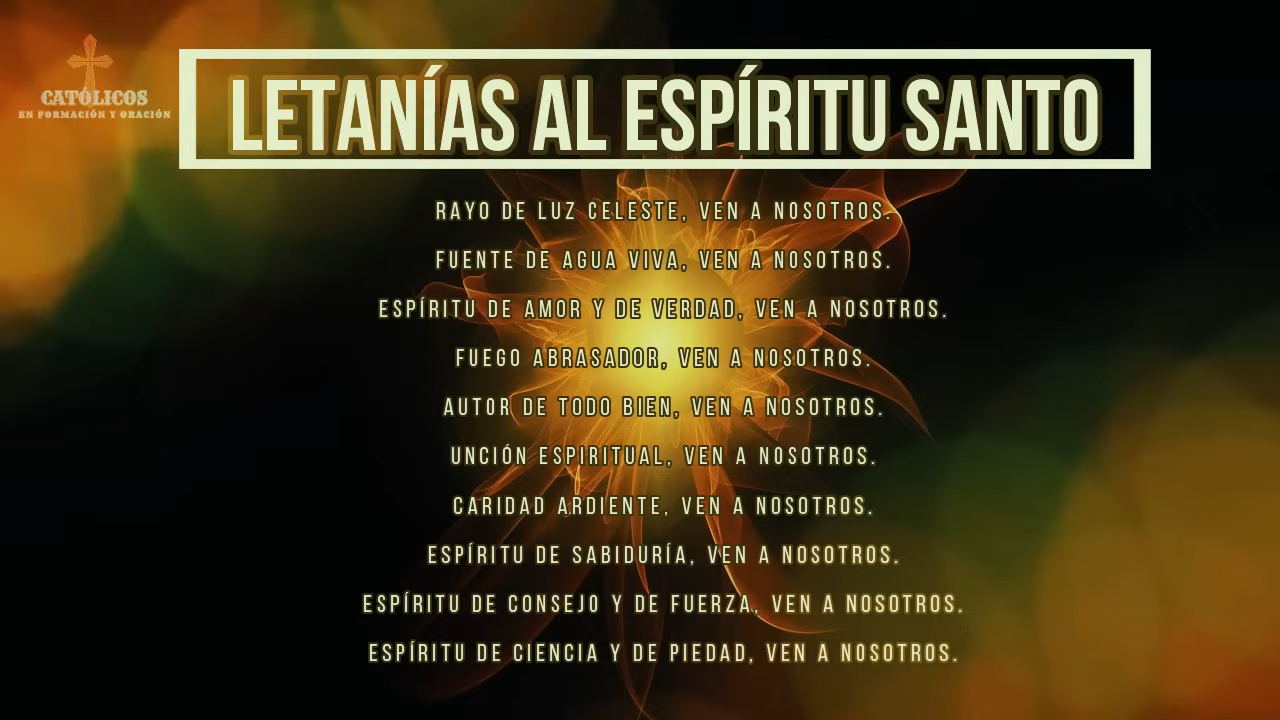 CATÓLICOS
EN FORMACIÓN Y ORACIÓN
LETANÍAS AL ESPÍRITU SANTO
RAYO DE LUZ CELESTE, VEN A NOSOTROS.
FUENTE DE AGUA VIVA, VEN A NOSOTROS.
ESPÍRITU DE AMOR Y DE VERDAD, VEN A NOSOTROS.
FUEGO ABRASADOR, VEN A NOSOTROS.
AUTOR DE TODO BIEN, VEN A NOSOTROS.
UNCIÓN ESPIRITUAL, VEN A NOSOTROS.
CARIDAD ARDIENTE, VEN A NOSOTROS.
ESPÍRITU DE SABIDURÍA, VEN A NOSOTROS.
ESPÍRITU DE CONSEJO Y DE FUERZA, VEN A NOSOTROS.
ESPÍRITU DE CIENCIA Y DE PIEDAD, VEN A NOSOTROS.